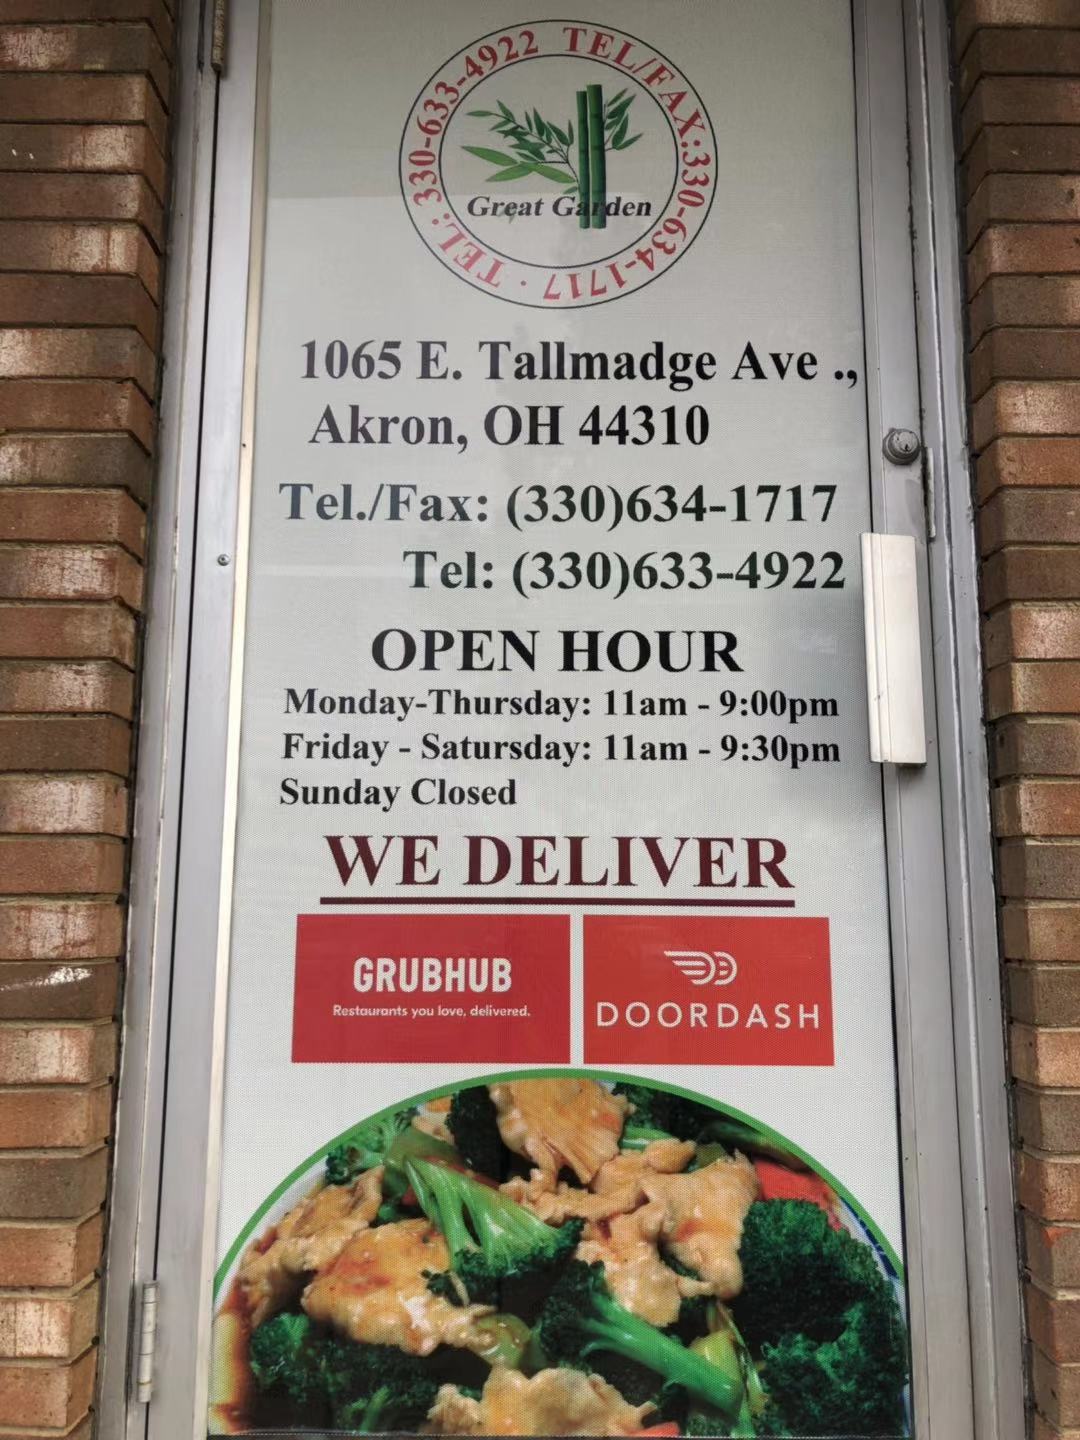 TEL: 330-633-4922 TEL/FAX:330-634-1717 ·
Great Garden
1065 E. Tallmadge Ave .,
Akron, OH 44310
Tel./Fax: (330)634-1717
Tel: (330)633-4922
OPEN HOUR
Monday-Thursday: 11am - 9:00pm
Friday - Satursday: 11am - 9:30pm
Sunday Closed
WE DELIVER
GRUBHUB
Restaurants you love, delivered.
DOORDASH